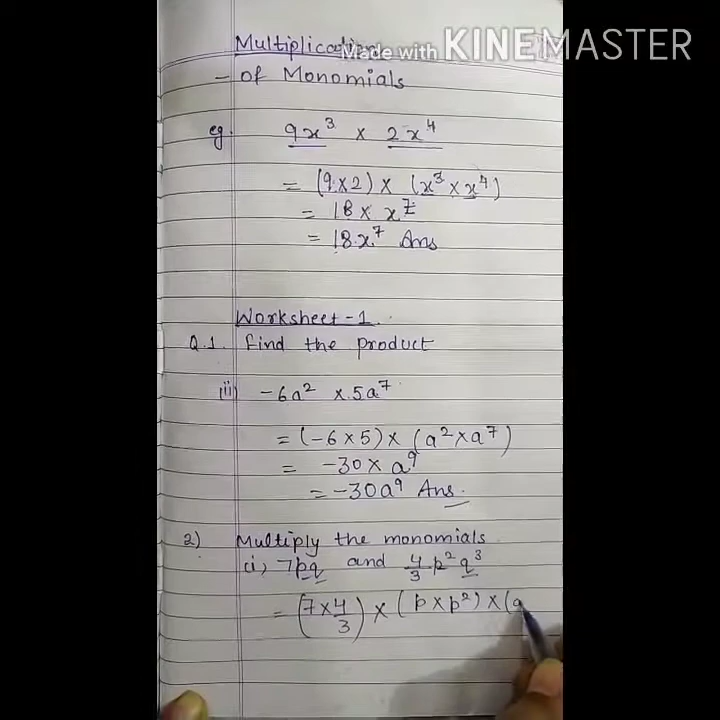 Multiplication
Made with KINEMASTER
- of Monomials
eg. 9x³ × 2x⁴
= (9×2) × (x³ × x⁴)
= 18 × x⁷
= 18x⁷ Ans
Worksheet-1.
Q.1. Find the product
(ii) -6a² × 5a⁷
= (-6 × 5) × (a² × a⁷)
= -30 × a⁹
= -30a⁹ Ans.
2) Multiply the monomials
(i) 7pq and 4/3 p² q³
= (7 × 4/3) × (p × p²) × (q